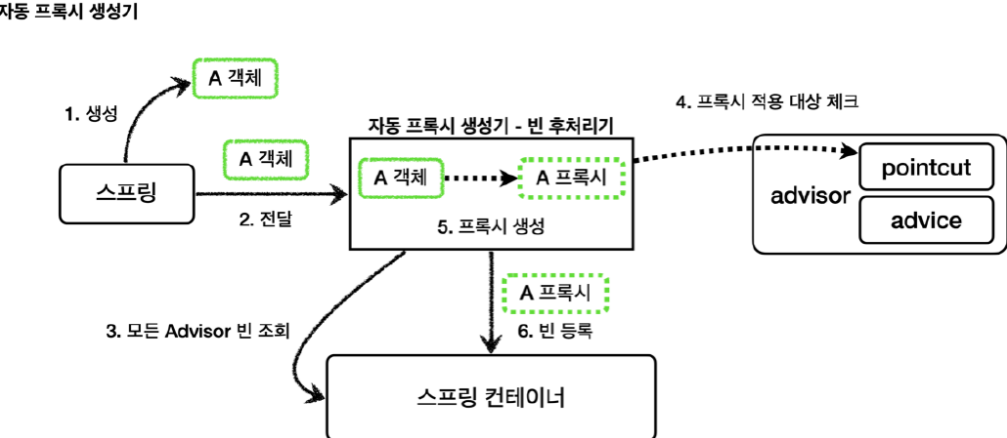 자동 프록시 생성기
A 객체
1. 생성
4. 프록시 적용 대상 체크
자동 프록시 생성기 - 빈 후처리기
A 객체
스프링
2. 전달
A 객체
A 프록시
5. 프록시 생성
advisor
pointcut
advice
A 프록시
3. 모든 Advisor 빈 조회
6. 빈 등록
스프링 컨테이너